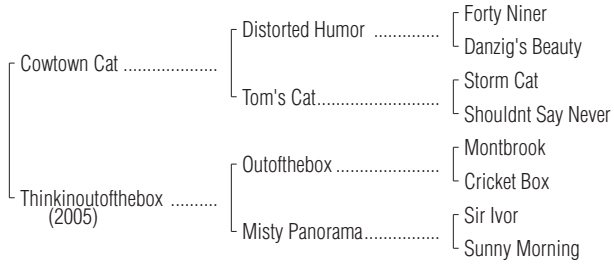 Forty Niner
Distorted Humor ..............
Danzig's Beauty
Cowtown Cat ....................
Storm Cat
Tom's Cat..........................
Shouldnt Say Never
Montbrook
Outofthebox ......................
Cricket Box
Thinkinoutofthebox ..........
(2005)
Sir Ivor
Misty Panorama................
Sunny Morning